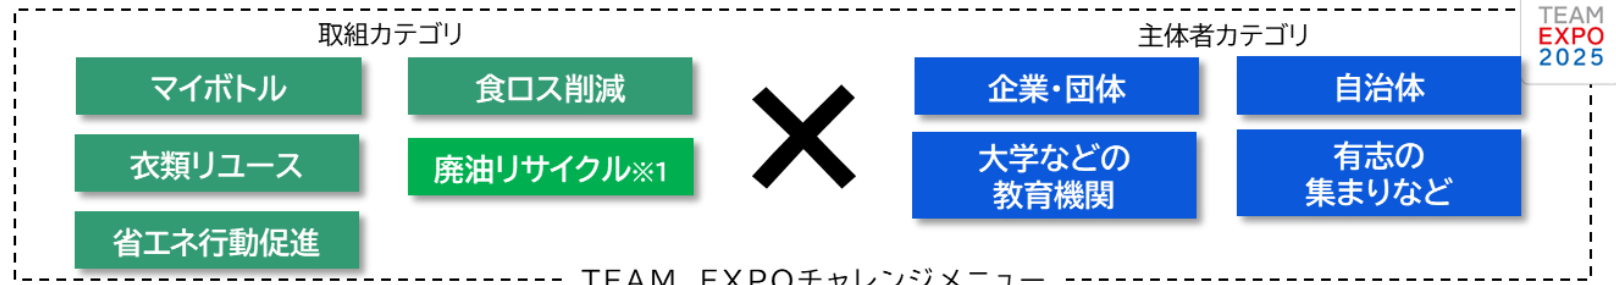 取組カテゴリ
主体者カテゴリ
TEAM
EXPO
2025
マイボトル
食ロス削減
企業・団体
自治体
衣類リユース
廃油リサイクル※1
大学などの
教育機関
有志の
集まりなど
省エネ行動促進
TEAM EXPOチャレンジメニュー